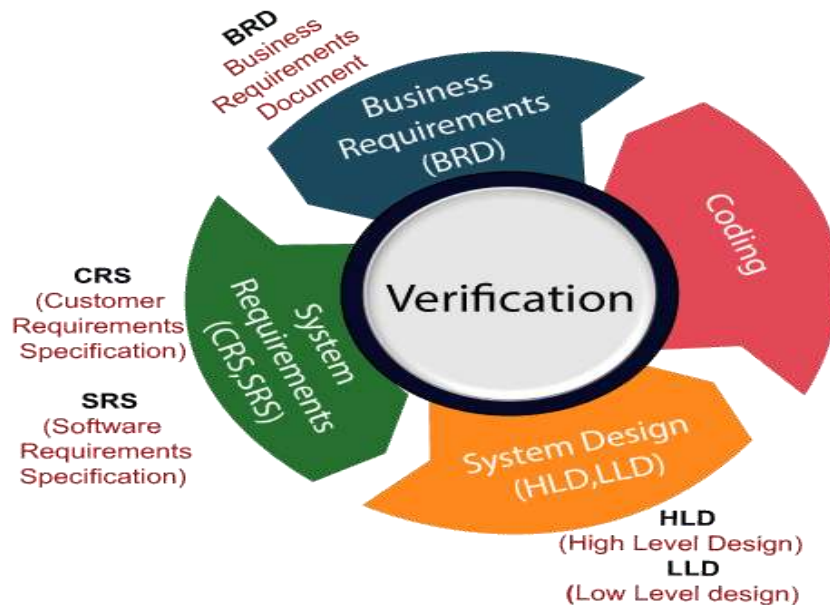 BRD
Business
Requirements
Document
Business
Requirements
(BRD)
Coding
Verification
CRS
(Customer
Requirements
Specification)
SRS
(Software
Requirements
Specification)
System
Requirements
(CRS,SRS)
System Design
(HLD,LLD)
HLD
(High Level Design)
LLD
(Low Level design)